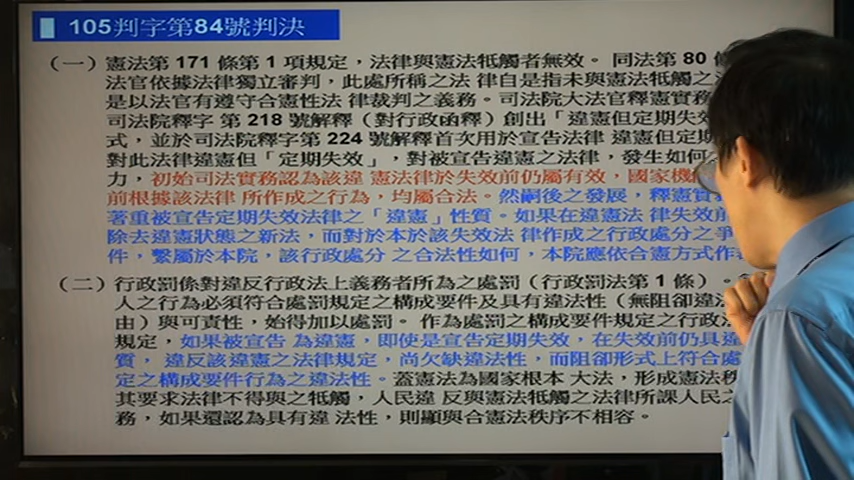 105判字第84號判決
（一）憲法第 171 條第 1 項規定，法律與憲法牴觸者無效。 同法第 80
法官依據法律獨立審判，此處所稱之法 律自是指未與憲法牴觸之
是以法官有遵守合憲性法 律裁判之義務。司法院大法官釋憲實務
司法院釋字 第 218 號解釋（對行政函釋）創出「違憲但定期失效
式，並於司法院釋字第 224 號解釋首次用於宣告法律 違憲但定期
對此法律違憲但「定期失效」，對被宣告違憲之法律，發生如何
力，初始司法實務認為該違 憲法律於失效前仍屬有效，國家機
前根據該法律 所作成之行為，均屬合法。然嗣後之發展，釋憲實
著重被宣告定期失效法律之「違憲」性質。如果在違憲法 律失效前
除去違憲狀態之新法，而對於本於該失效法 律作成之行政處分之爭
件，繫屬於本院，該行政處分 之合法性如何，本院應依合憲方式作
（二）行政罰係對違反行政法上義務者所為之處罰（行政罰法第 1 條）。
人之行為必須符合處罰規定之構成要件及具有違法性（無阻卻違法
由）與可責性，始得加以處罰。 作為處罰之構成要件規定之行政法
規定，如果被宣告 為違憲，即使是宣告定期失效，在失效前仍具違
質， 違反該違憲之法律規定，尚欠缺違法性，而阻卻形式上符合處
定之構成要件行為之違法性。蓋憲法為國家根本 大法，形成憲法秩
其要求法律不得與之牴觸，人民違 反與憲法牴觸之法律所課人民之
務，如果還認為具有違 法性，則顯與合憲法秩序不相容。